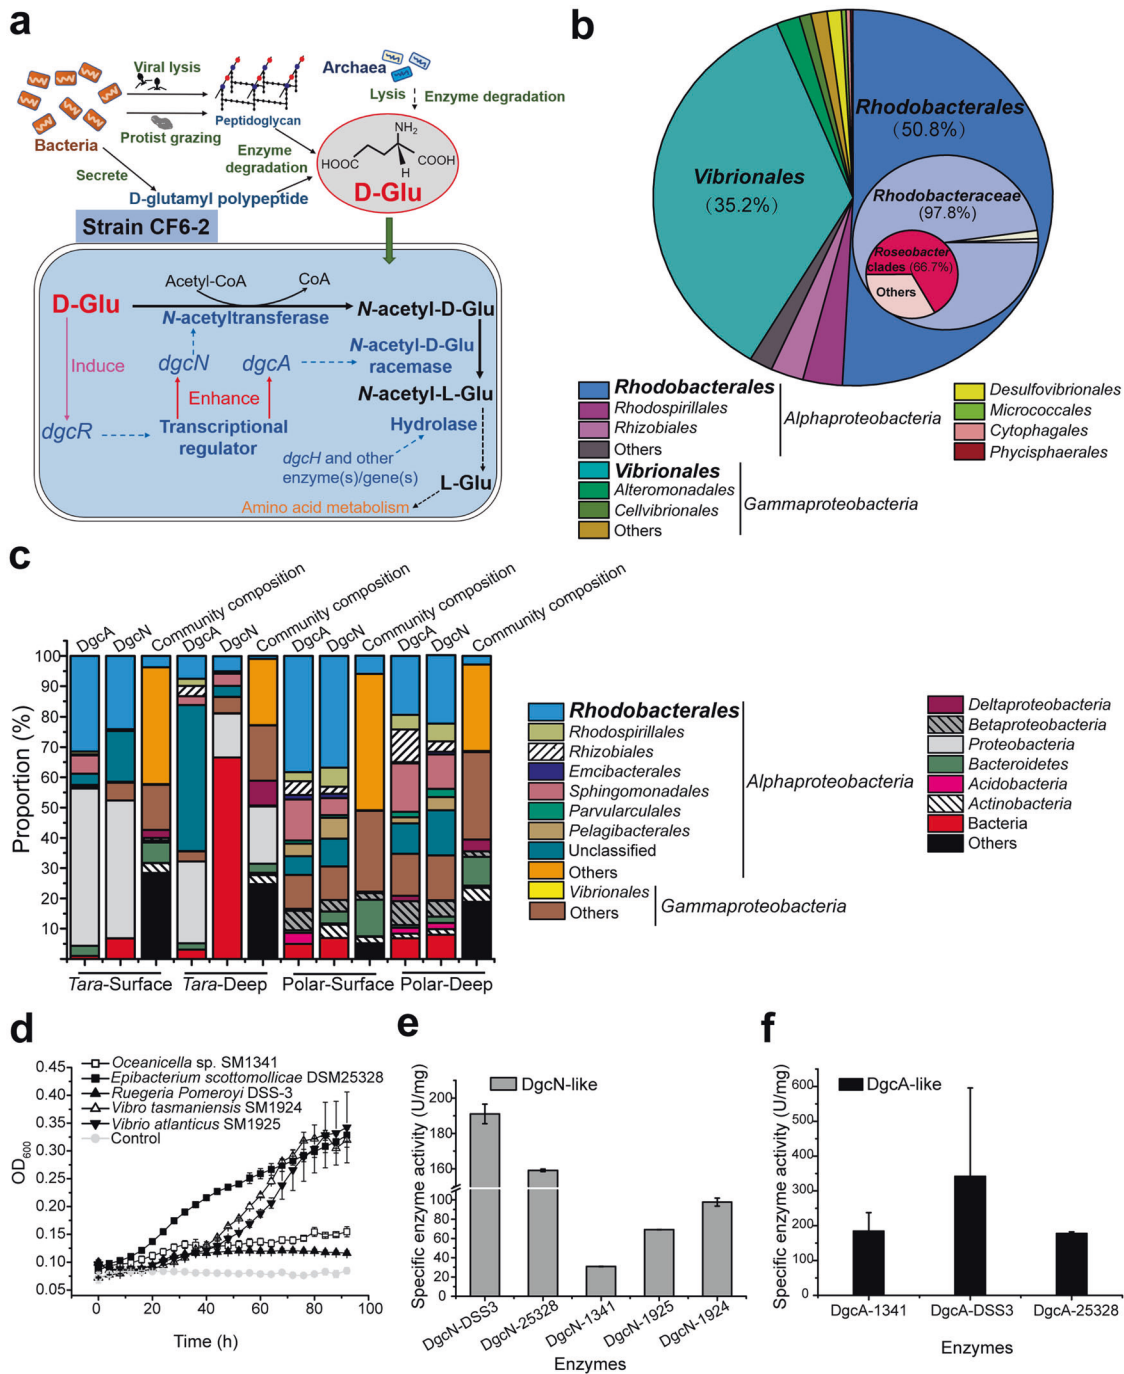 a
Viral lysis
Protist grazing
Bacteria
Secrete
Peptidoglycan
Enzyme
degradation
D-glutamyl polypeptide
Archaea
Lysis
Enzyme degradation
NH₂
HOOC
COOH
H
D-Glu
Strain CF6-2
Acetyl-CoA
CoA
D-Glu
N-acetyltransferase
N-acetyl-D-Glu
Induce
dgcN
dgcA
N-acetyl-D-Glu
racemase
Enhance
N-acetyl-L-Glu
dgcR
Transcriptional
regulator
Hydrolase
dgcH and other
enzyme(s)/gene(s)
L-Glu
Amino acid metabolism
b
Rhodobacterales
(50.8%)
Vibrionales
(35.2%)
Rhodobacteraceae
(97.8%)
Roseobacter
clades (66.7%)
Others
Rhodobacterales
Rhodospirillales
Rhizobiales
Others
Alphaproteobacteria
Vibrionales
Alteromonadales
Cellvibrionales
Others
Gammaproteobacteria
Desulfovibrionales
Micrococcales
Cytophagales
Phycisphaerales
c
DgcA
DgcN
Community composition
DgcA
DgcN
Community composition
DgcA
DgcN
Community composition
DgcA
DgcN
Community composition
Proportion (%)
100
90
80
70
60
50
40
30
20
10
Tara-Surface
Tara-Deep
Polar-Surface
Polar-Deep
Rhodobacterales
Rhodospirillales
Rhizobiales
Emcibacterales
Sphingomonadales
Parvularculales
Pelagibacterales
Unclassified
Others
Alphaproteobacteria
Vibrionales
Others
Gammaproteobacteria
Deltaproteobacteria
Betaproteobacteria
Proteobacteria
Bacteroidetes
Acidobacteria
Actinobacteria
Bacteria
Others
d
Oceanicella sp. SM1341
Epibacterium scottomollicae DSM25328
Ruegeria Pomeroyi DSS-3
Vibro tasmaniensis SM1924
Vibrio atlanticus SM1925
Control
OD₆₀₀
0.45
0.40
0.35
0.30
0.25
0.20
0.15
0.10
0.05
0
20
40
60
80
100
Time (h)
e
DgcN-like
Specific enzyme activity (U/mg)
200
180
160
100
80
60
40
20
0
DgcN-DSS3
DgcN-25328
DgcN-1341
DgcN-1925
DgcN-1924
Enzymes
f
DgcA-like
Specific enzyme activity (U/mg)
600
500
400
300
200
100
0
DgcA-1341
DgcA-DSS3
DgcA-25328
Enzymes